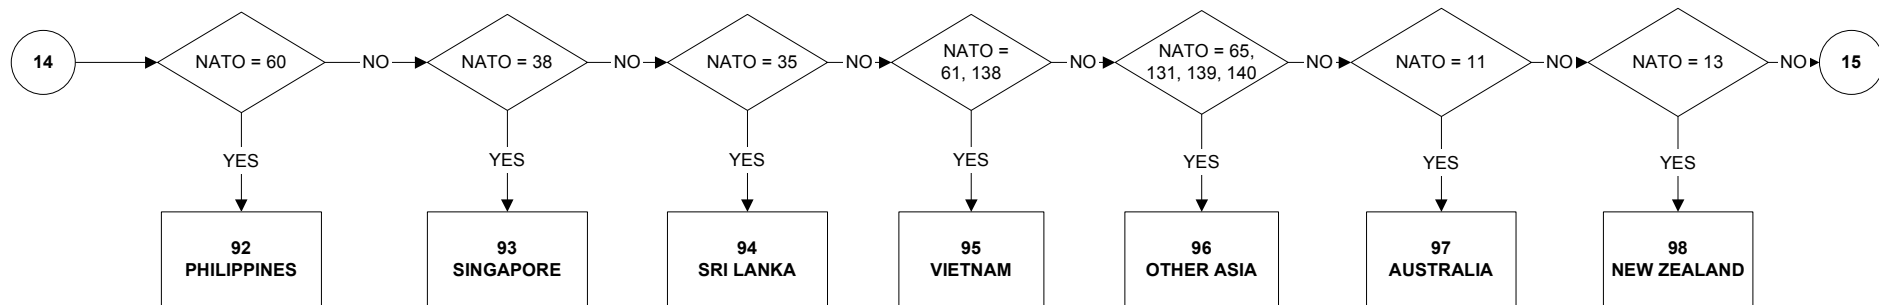 14
NATO = 60
NO
NATO = 38
NO
NATO = 35
NO
NATO =
61, 138
NO
NATO = 65,
131, 139, 140
NO
NATO = 11
NO
NATO = 13
NO
15
YES
YES
YES
YES
YES
YES
YES
92
PHILIPPINES
93
SINGAPORE
94
SRI LANKA
95
VIETNAM
96
OTHER ASIA
97
AUSTRALIA
98
NEW ZEALAND